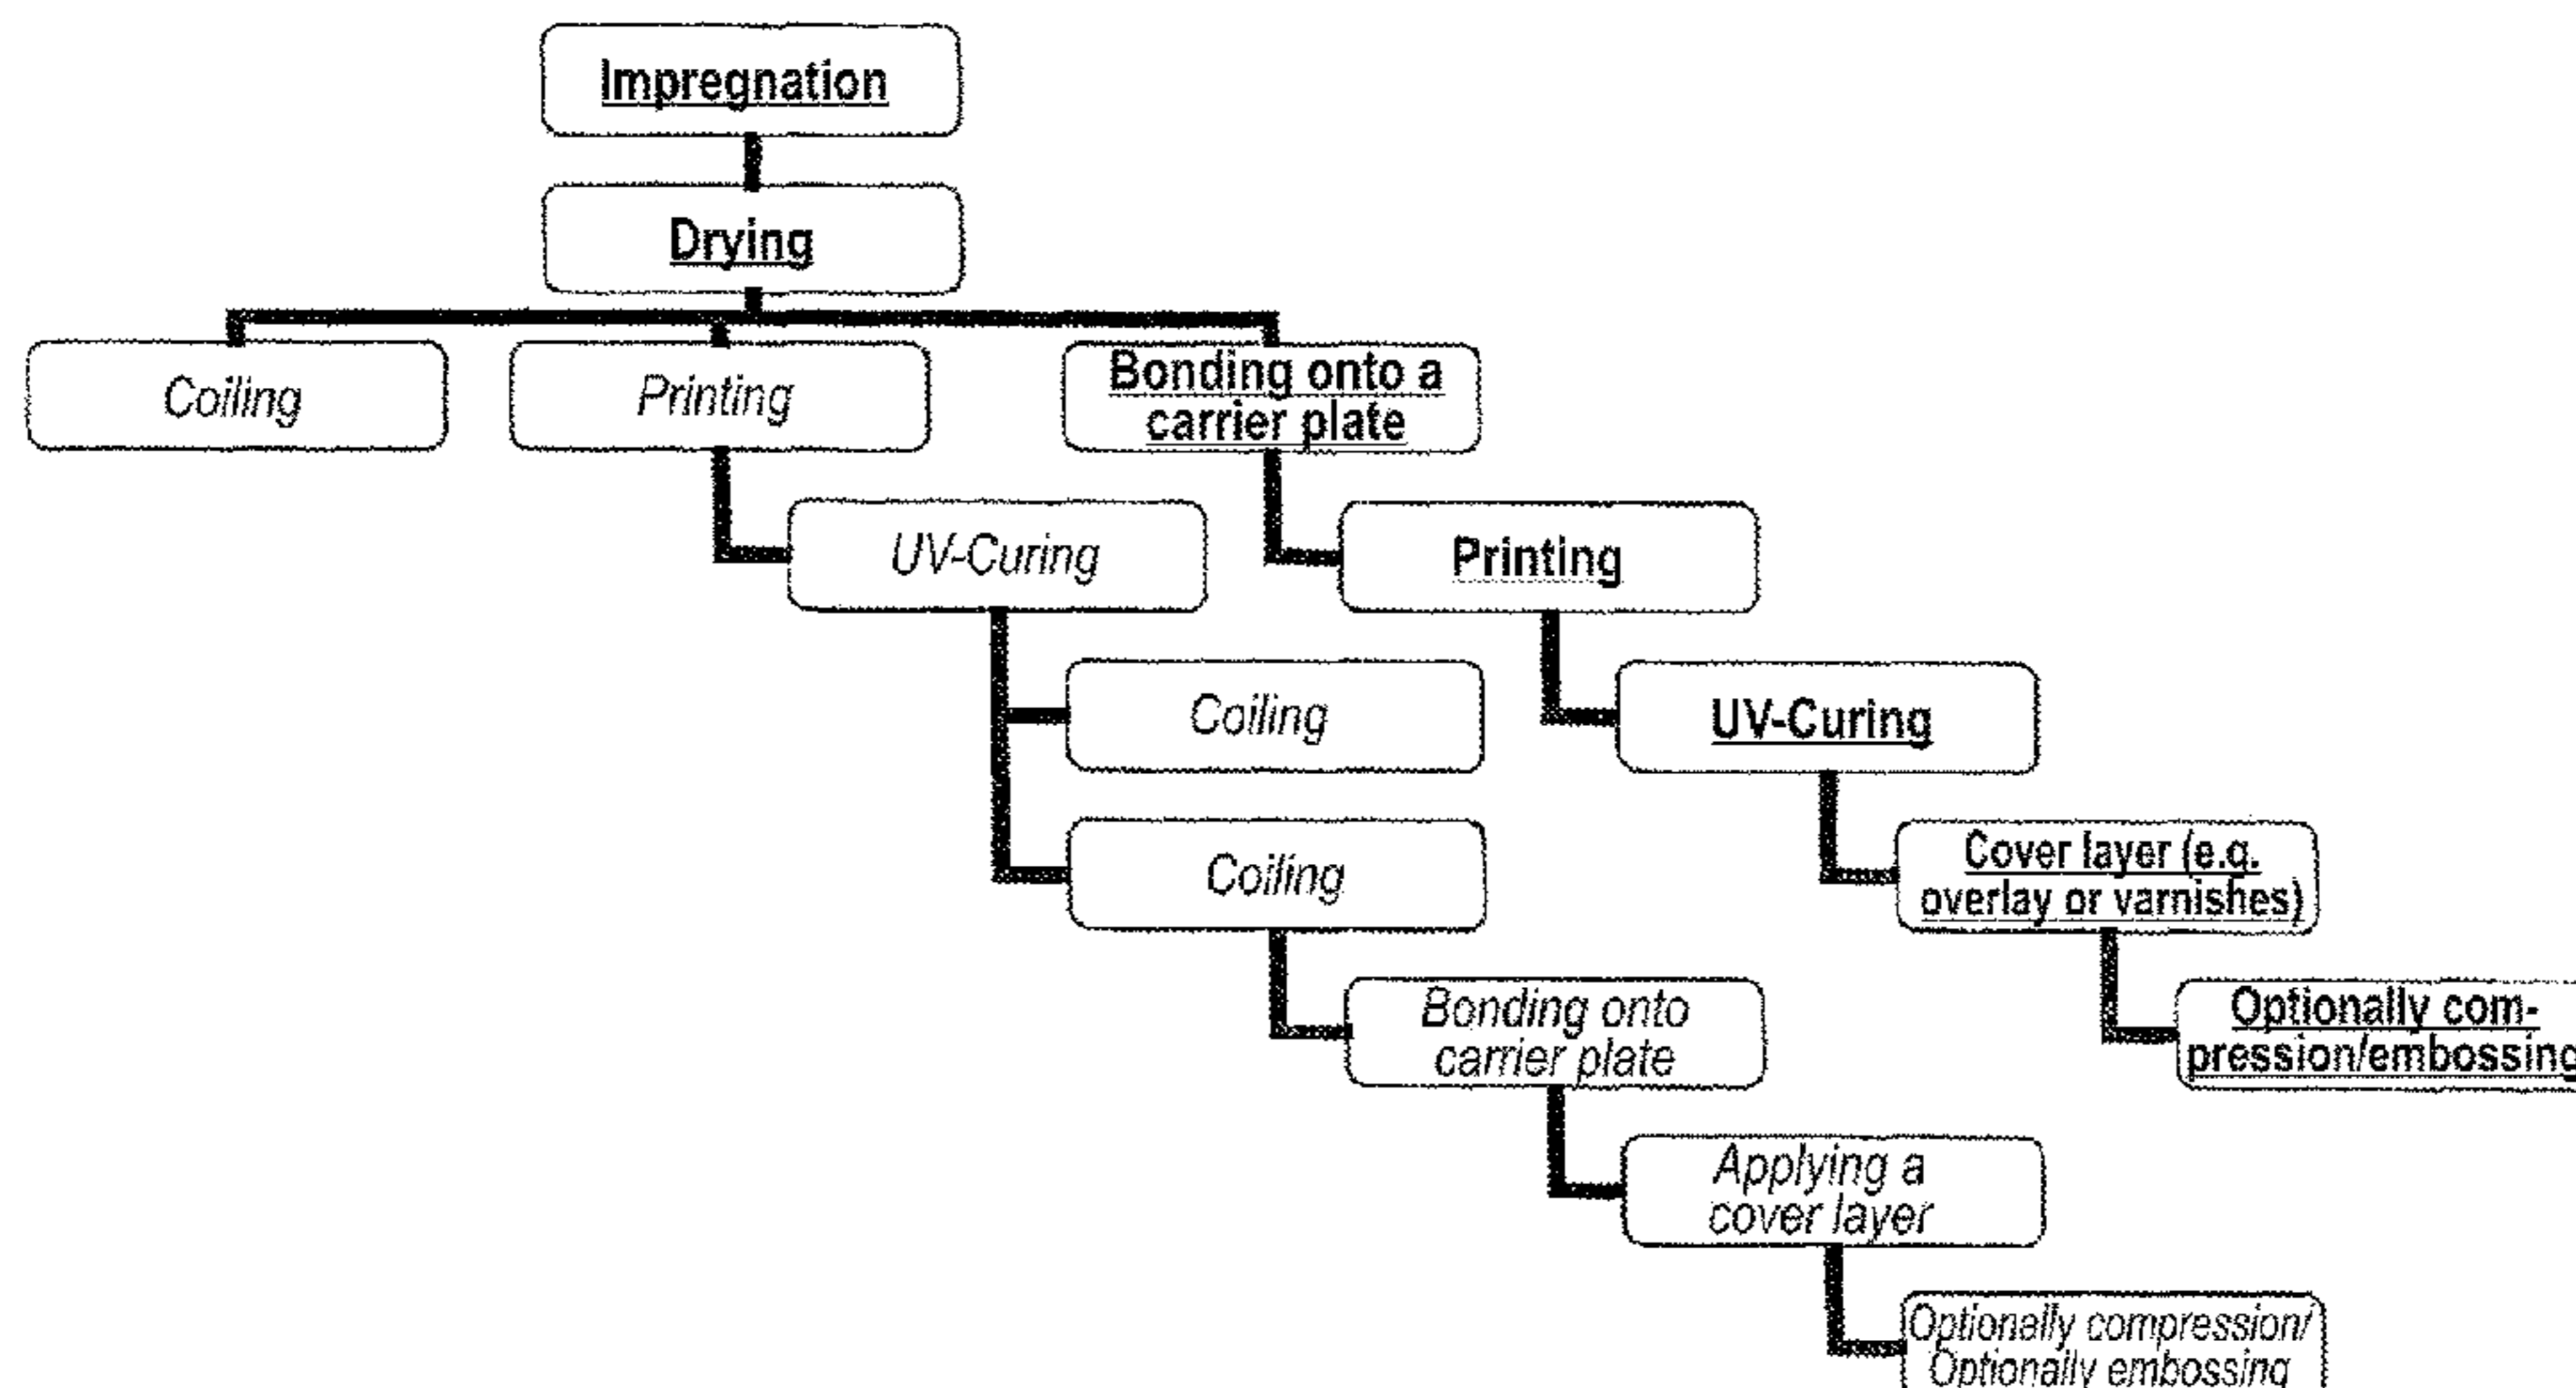 Impregnation
Drying
Coiling
Printing
Bonding onto a
carrier plate
UV-Curing
Printing
Coiling
UV-Curing
Coiling
Cover layer (e.g.
overlay or varnishes)
Bonding onto
carrier plate
Optionally com-
pression/embossing
Applying a
cover layer
Optionally compression/
Optionally embossing